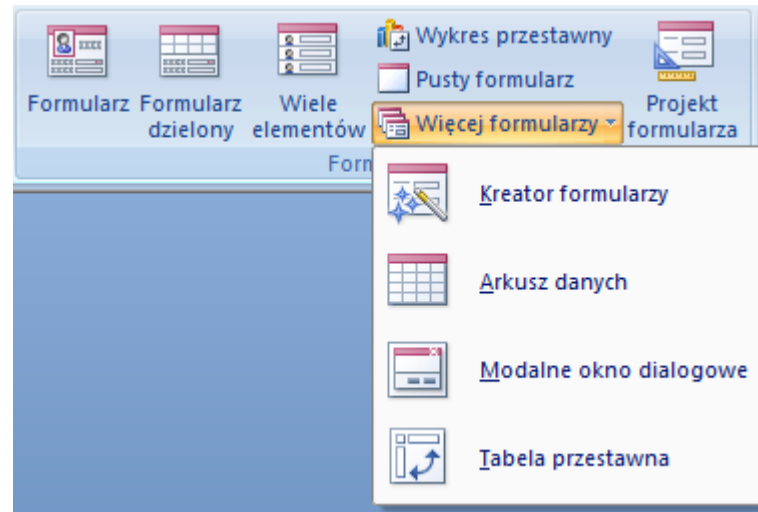 Wykres przestawny
Pusty formularz
Formularz Formularz dzielony Wiele elementów
Więcej formularzy
Projekt formularza
Form
Kreator formularzy
Arkusz danych
Modalne okno dialogowe
Tabela przestawna